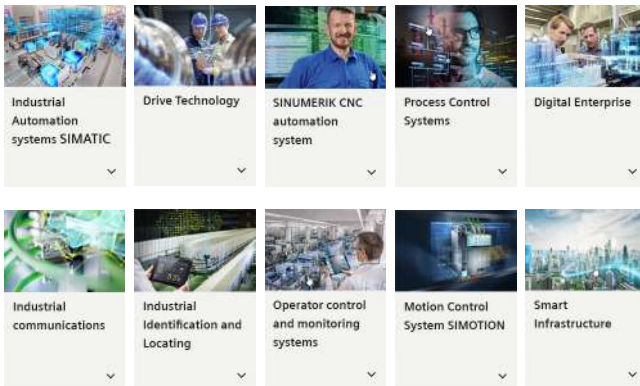 Industrial
Automation
systems SIMATIC
Drive Technology
SINUMERIK CNC
automation
system
Process Control
Systems
Digital Enterprise
Industrial
communications
Industrial
Identification and
Locating
Operator control
and monitoring
systems
Motion Control
System SIMOTION
Smart
Infrastructure